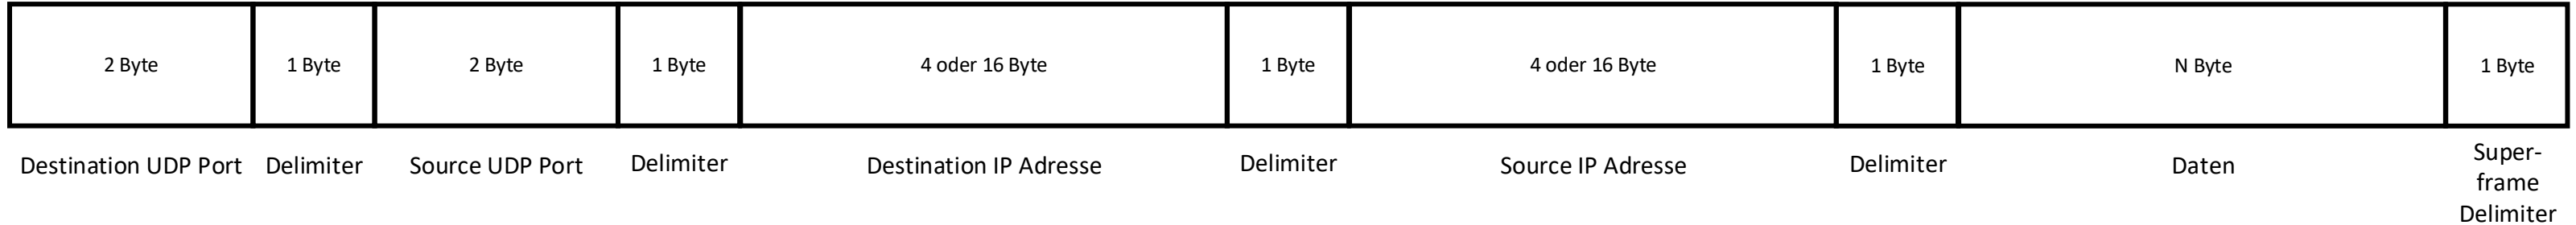 2 Byte
1 Byte
2 Byte
1 Byte
4 oder 16 Byte
1 Byte
4 oder 16 Byte
1 Byte
N Byte
1 Byte
Destination UDP Port
Delimiter
Source UDP Port
Delimiter
Destination IP Adresse
Delimiter
Source IP Adresse
Delimiter
Daten
Super-
frame
Delimiter